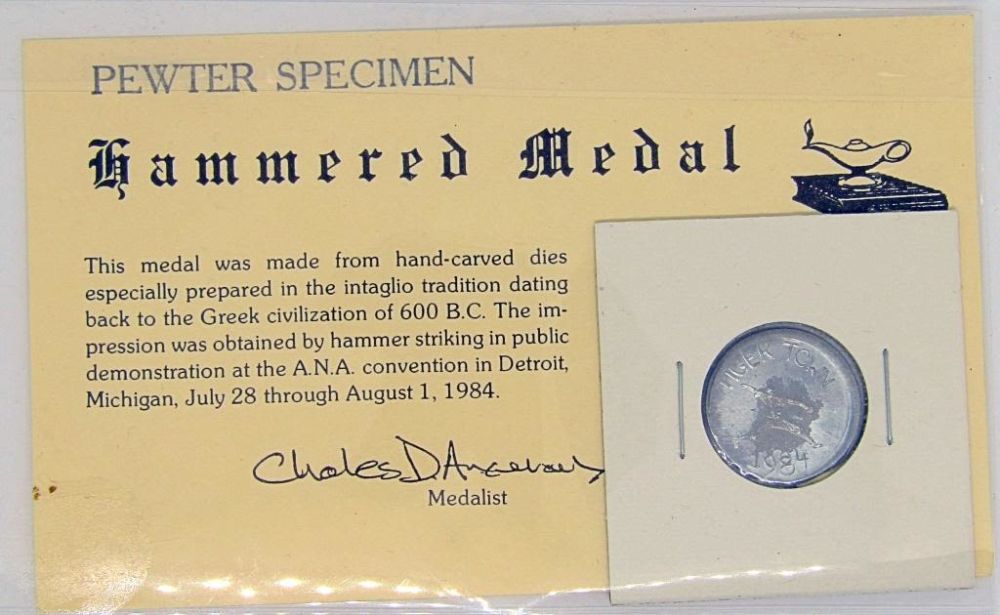 PEWTER SPECIMEN
Hammered Medal
This medal was made from hand-carved dies
especially prepared in the intaglio tradition dating
back to the Greek civilization of 600 B.C. The im-
pression was obtained by hammer striking in public
demonstration at the A.N.A. convention in Detroit,
Michigan, July 28 through August 1, 1984.
Charles D
Medalist
TIGER TOWN
1984